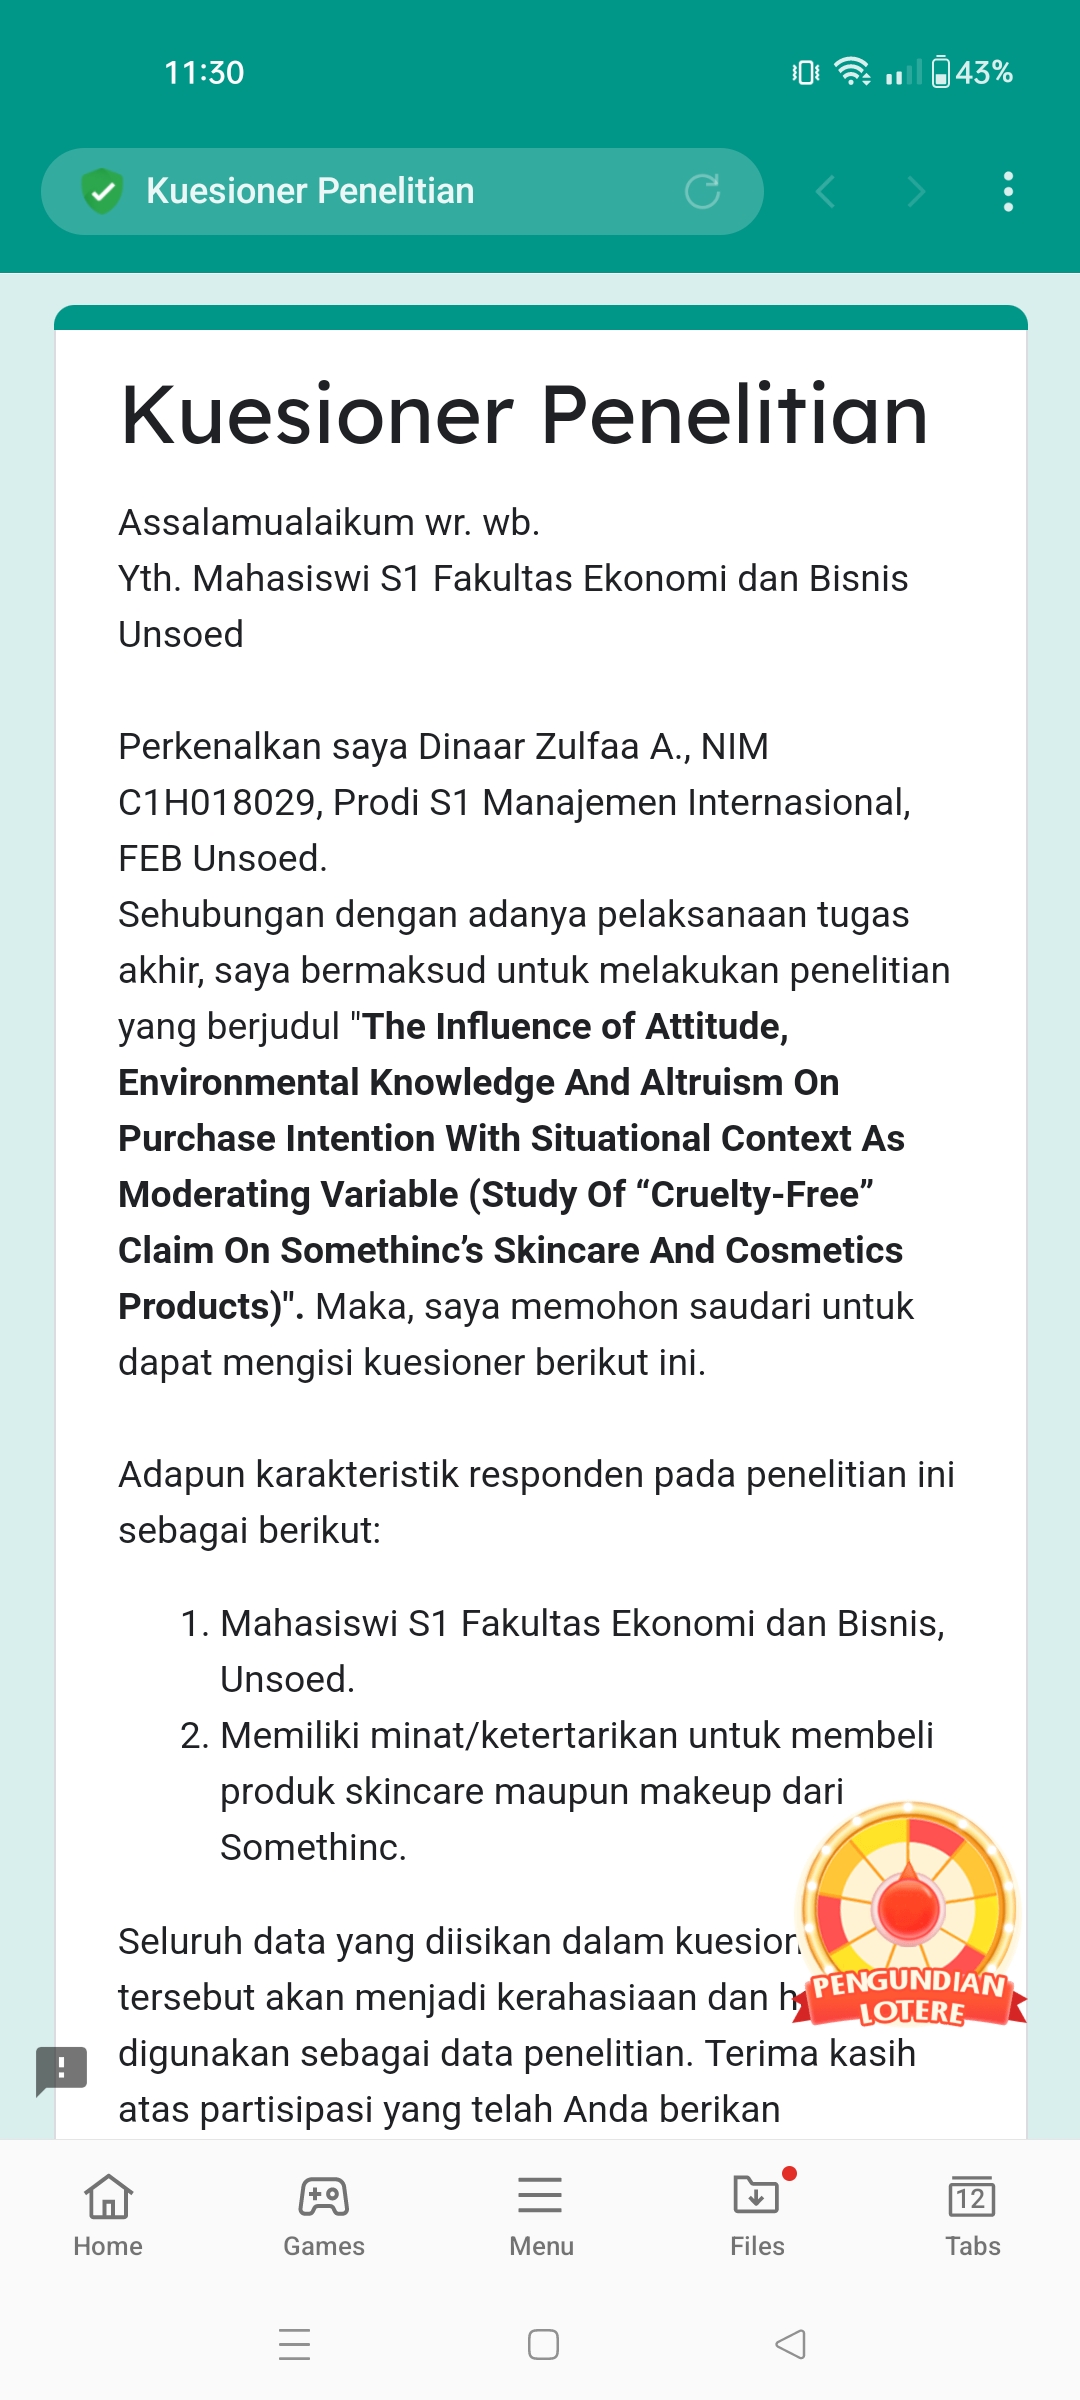 11:30
43%
Kuesioner Penelitian
Kuesioner Penelitian
Assalamualaikum wr. wb.
Yth. Mahasiswi S1 Fakultas Ekonomi dan Bisnis
Unsoed
Perkenalkan saya Dinaar Zulfaa A., NIM
C1H018029, Prodi S1 Manajemen Internasional,
FEB Unsoed.
Sehubungan dengan adanya pelaksanaan tugas
akhir, saya bermaksud untuk melakukan penelitian
yang berjudul "The Influence of Attitude,
Environmental Knowledge And Altruism On
Purchase Intention With Situational Context As
Moderating Variable (Study Of “Cruelty-Free”
Claim On Somethinc’s Skincare And Cosmetics
Products)". Maka, saya memohon saudari untuk
dapat mengisi kuesioner berikut ini.
Adapun karakteristik responden pada penelitian ini
sebagai berikut:
1. Mahasiswi S1 Fakultas Ekonomi dan Bisnis,
Unsoed.
2. Memiliki minat/ketertarikan untuk membeli
produk skincare maupun makeup dari
Somethinc.
Seluruh data yang diisikan dalam
tersebut akan menjadi kerahasiaan dan
digunakan sebagai data penelitian. Terima kasih
atas partisipasi yang telah Anda berikan
PENGUNDIAN
LOTERE
Home
Games
Menu
Files
12
Tabs